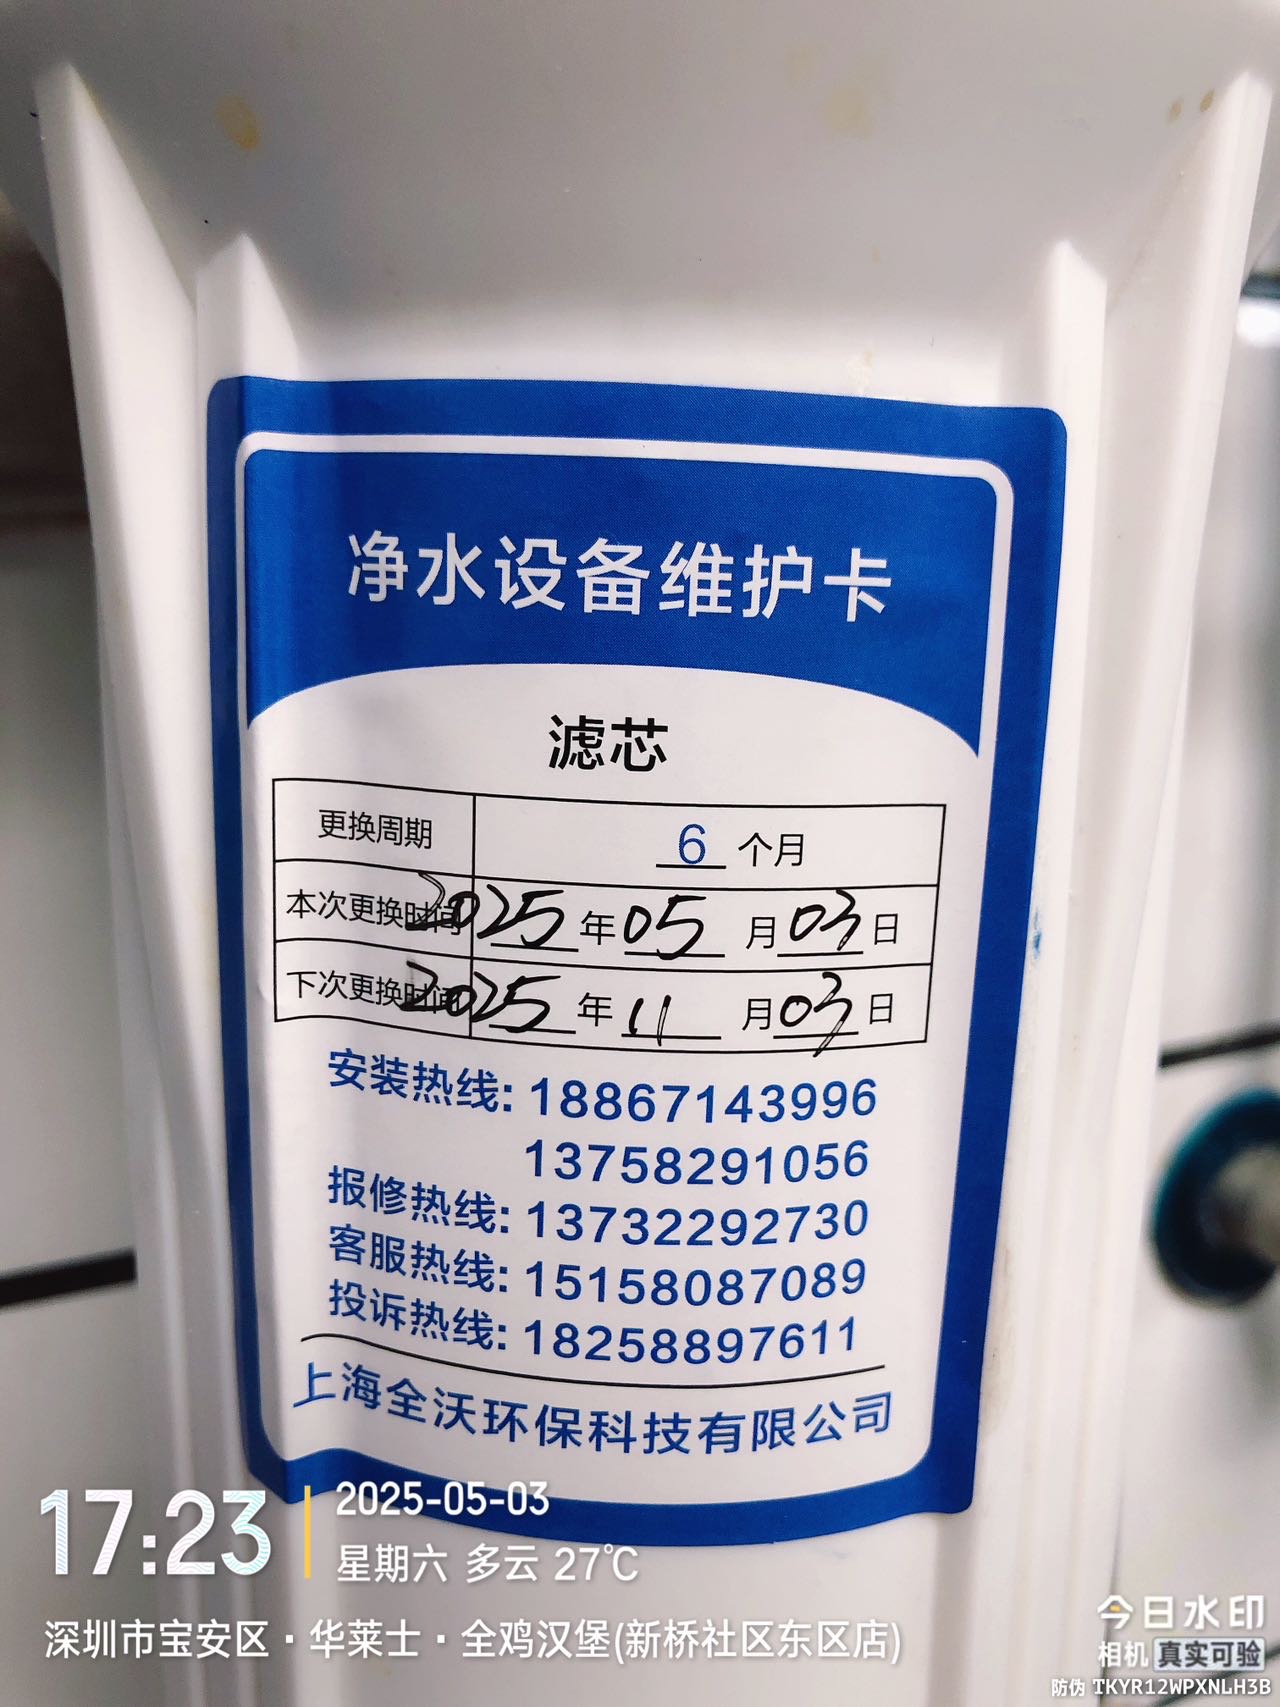 净水设备维护卡
滤芯
更换周期 6 个月
本次更换时间 2025 年 05 月 03 日
下次更换时间 2025 年 11 月 03 日
安装热线: 18867143996
13758291056
报修热线: 13732292730
客服热线: 15158087089
投诉热线: 18258897611
上海全沃环保科技有限公司
17:23
2025-05-03
星期六 多云 27℃
深圳市宝安区·华莱士·全鸡汉堡(新桥社区东区店)
今日水印
相机 真实可验
防伪 TKYR12WPXNLH3B